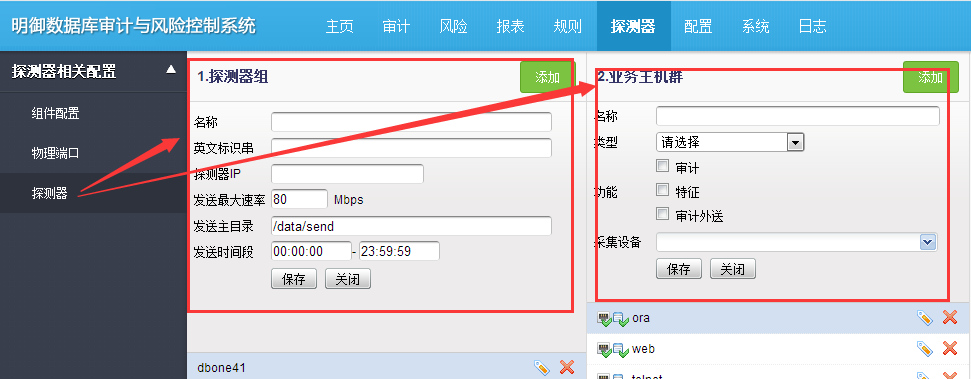 明御数据库审计与风险控制系统
主页 审计 风险 报表 规则 探测器 配置 系统 日志
探测器相关配置
组件配置
物理端口
探测器
1.探测器组 添加
名称
英文标识串
探测器IP
发送最大速率 80 Mbps
发送主目录 /data/send
发送时间段 00:00:00 - 23:59:59
保存 关闭
dbone41
2.业务主机群 添加
名称
类型 请选择
功能
审计
特征
审计外送
采集设备
保存 关闭
ora
web
telnet